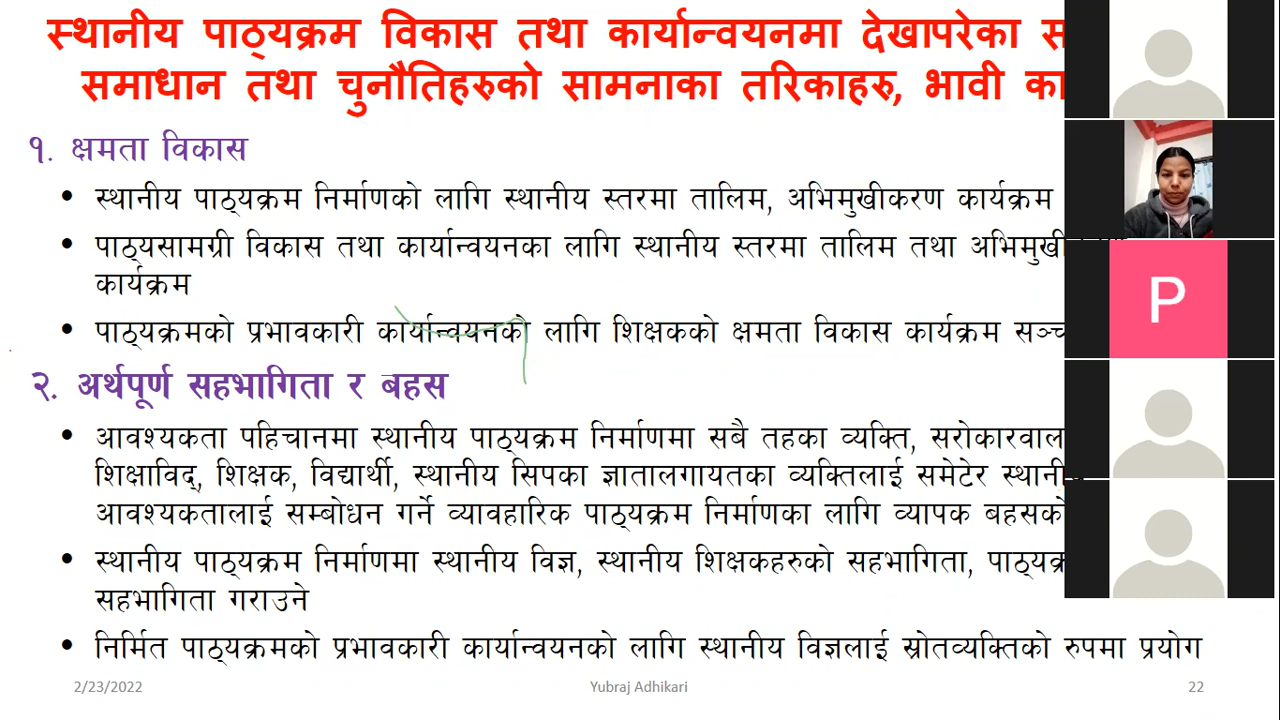 स्थानीय पाठ्यक्रम विकास तथा कार्यान्वयनमा देखापरेका
समाधान तथा चुनौतिहरुको सामनाका तरिकाहरु, भावी
१. क्षमता विकास
• स्थानीय पाठ्यक्रम निर्माणको लागि स्थानीय स्तरमा तालिम, अभिमुखीकरण कार्यक्रम
• पाठ्यसामग्री विकास तथा कार्यान्वयनका लागि स्थानीय स्तरमा तालिम तथा
कार्यक्रम
• पाठ्यक्रमको प्रभावकारी कार्यान्वयनको लागि शिक्षकको क्षमता विकास कार्यक्रम
२. अर्थपूर्ण सहभागिता र बहस
• आवश्यकता पहिचानमा स्थानीय पाठ्यक्रम निर्माणमा सबै तहका व्यक्ति, सरोकारवाल
शिक्षाविद्, शिक्षक, विद्यार्थी, स्थानीय सिपका ज्ञातालगायतका व्यक्तिलाई समेटेर स्थानीय
आवश्यकतालाई सम्बोधन गर्ने व्यावहारिक पाठ्यक्रम निर्माणका लागि व्यापक बहसको
• स्थानीय पाठ्यक्रम निर्माणमा स्थानीय विज्ञ, स्थानीय शिक्षकहरुको सहभागिता,
सहभागिता गराउने
• निर्मित पाठ्यक्रमको प्रभावकारी कार्यान्वयनको लागि स्थानीय विज्ञलाई स्रोतव्यक्तिको रुपमा प्रयोग
P
2/23/2022
Yubraj Adhikari
22